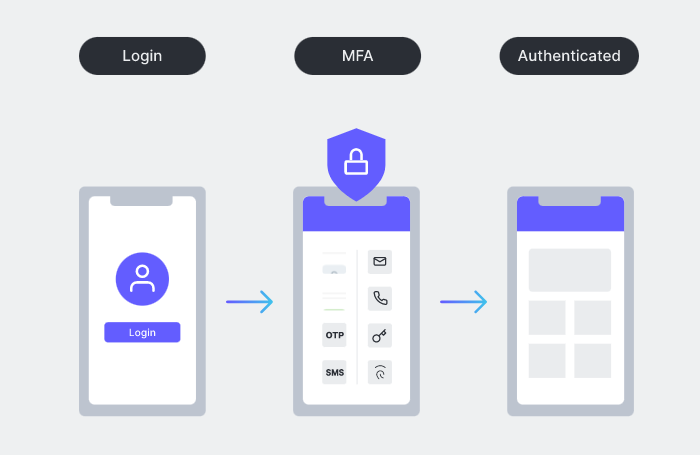 Login
MFA
Authenticated
Login
OTP
SMS